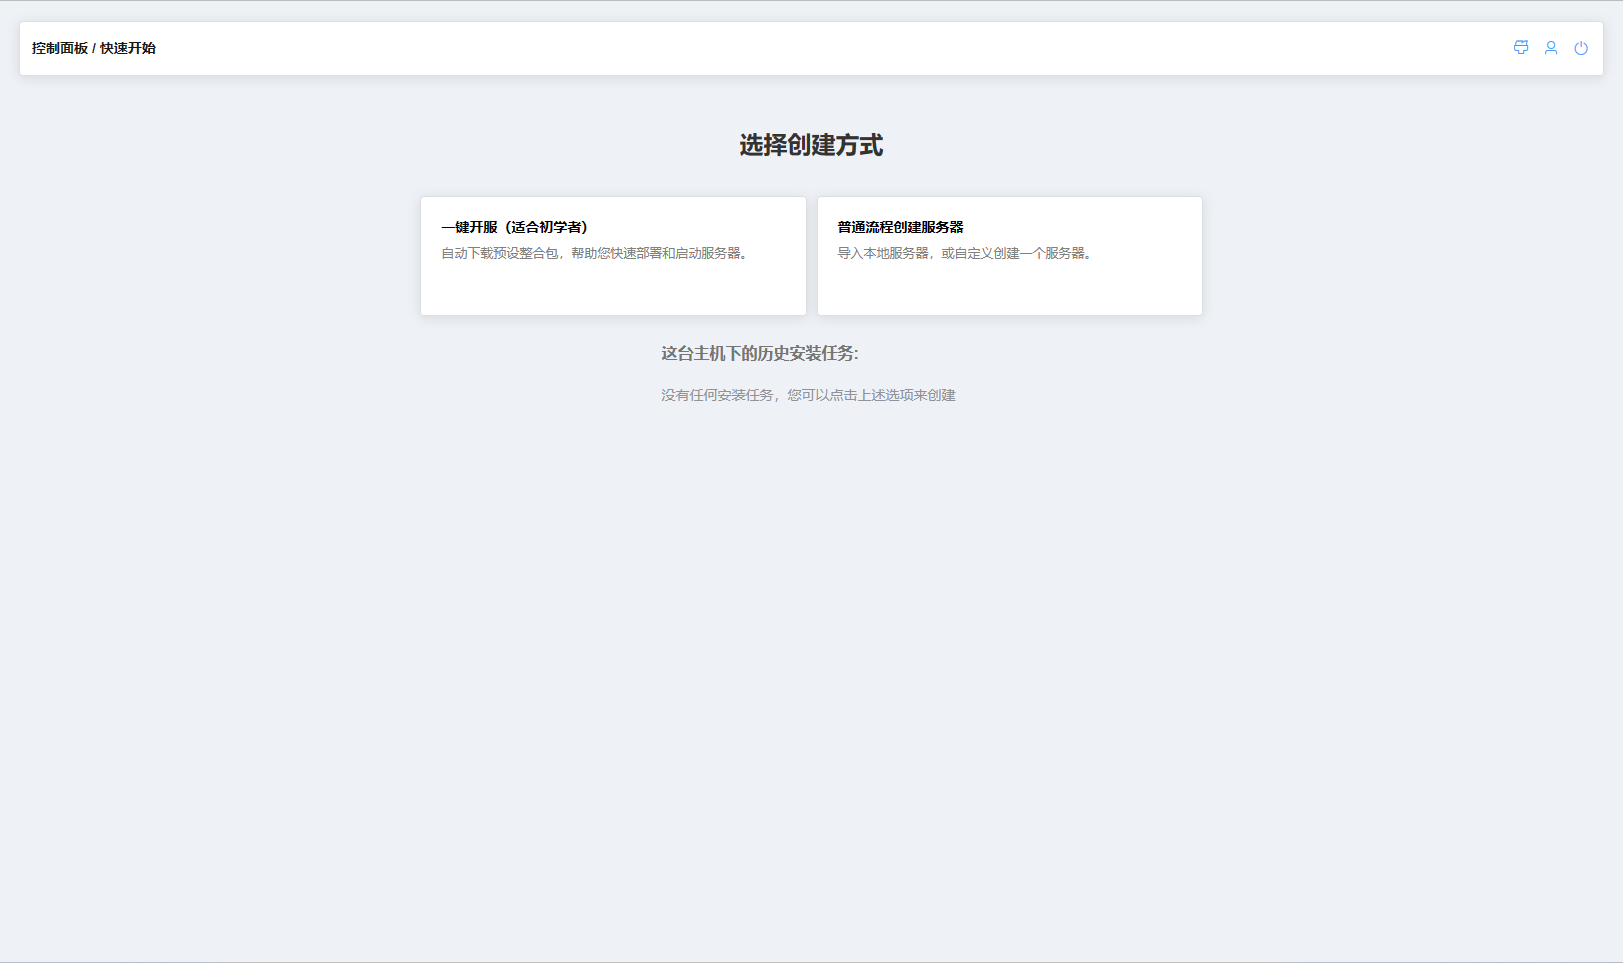 控制面板 / 快速开始
选择创建方式
一键开服（适合初学者）
自动下载预设整合包，帮助您快速部署和启动服务器。
普通流程创建服务器
导入本地服务器，或自定义创建一个服务器。
这台主机下的历史安装任务:
没有任何安装任务，您可以点击上述选项来创建